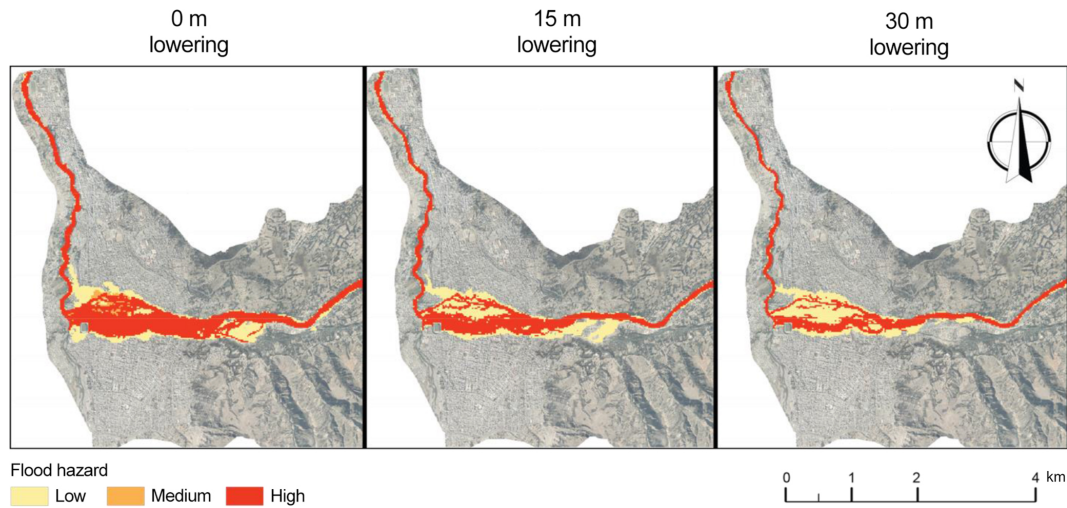 0 m
lowering
15 m
lowering
30 m
lowering
N
Flood hazard
Low
Medium
High
0 1 2 4 km